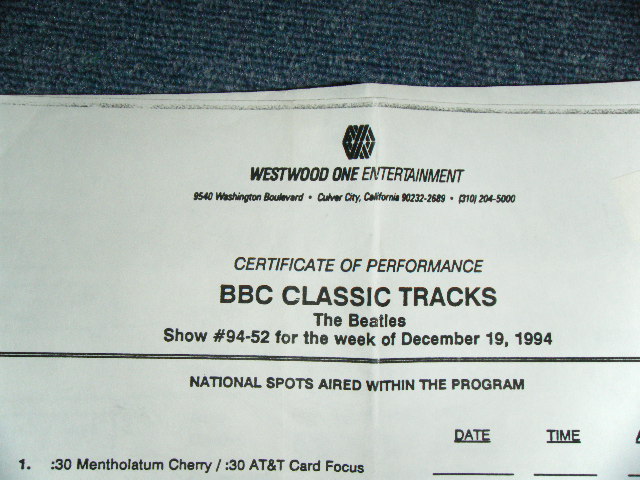 WESTWOOD ONE ENTERTAINMENT
9540 Washington Boulevard • Culver City, California 90232-2689 • (310) 204-5000
CERTIFICATE OF PERFORMANCE
BBC CLASSIC TRACKS
The Beatles
Show #94-52 for the week of December 19, 1994
NATIONAL SPOTS AIRED WITHIN THE PROGRAM
DATE TIME
1. :30 Mentholatum Cherry / :30 AT&T Card Focus